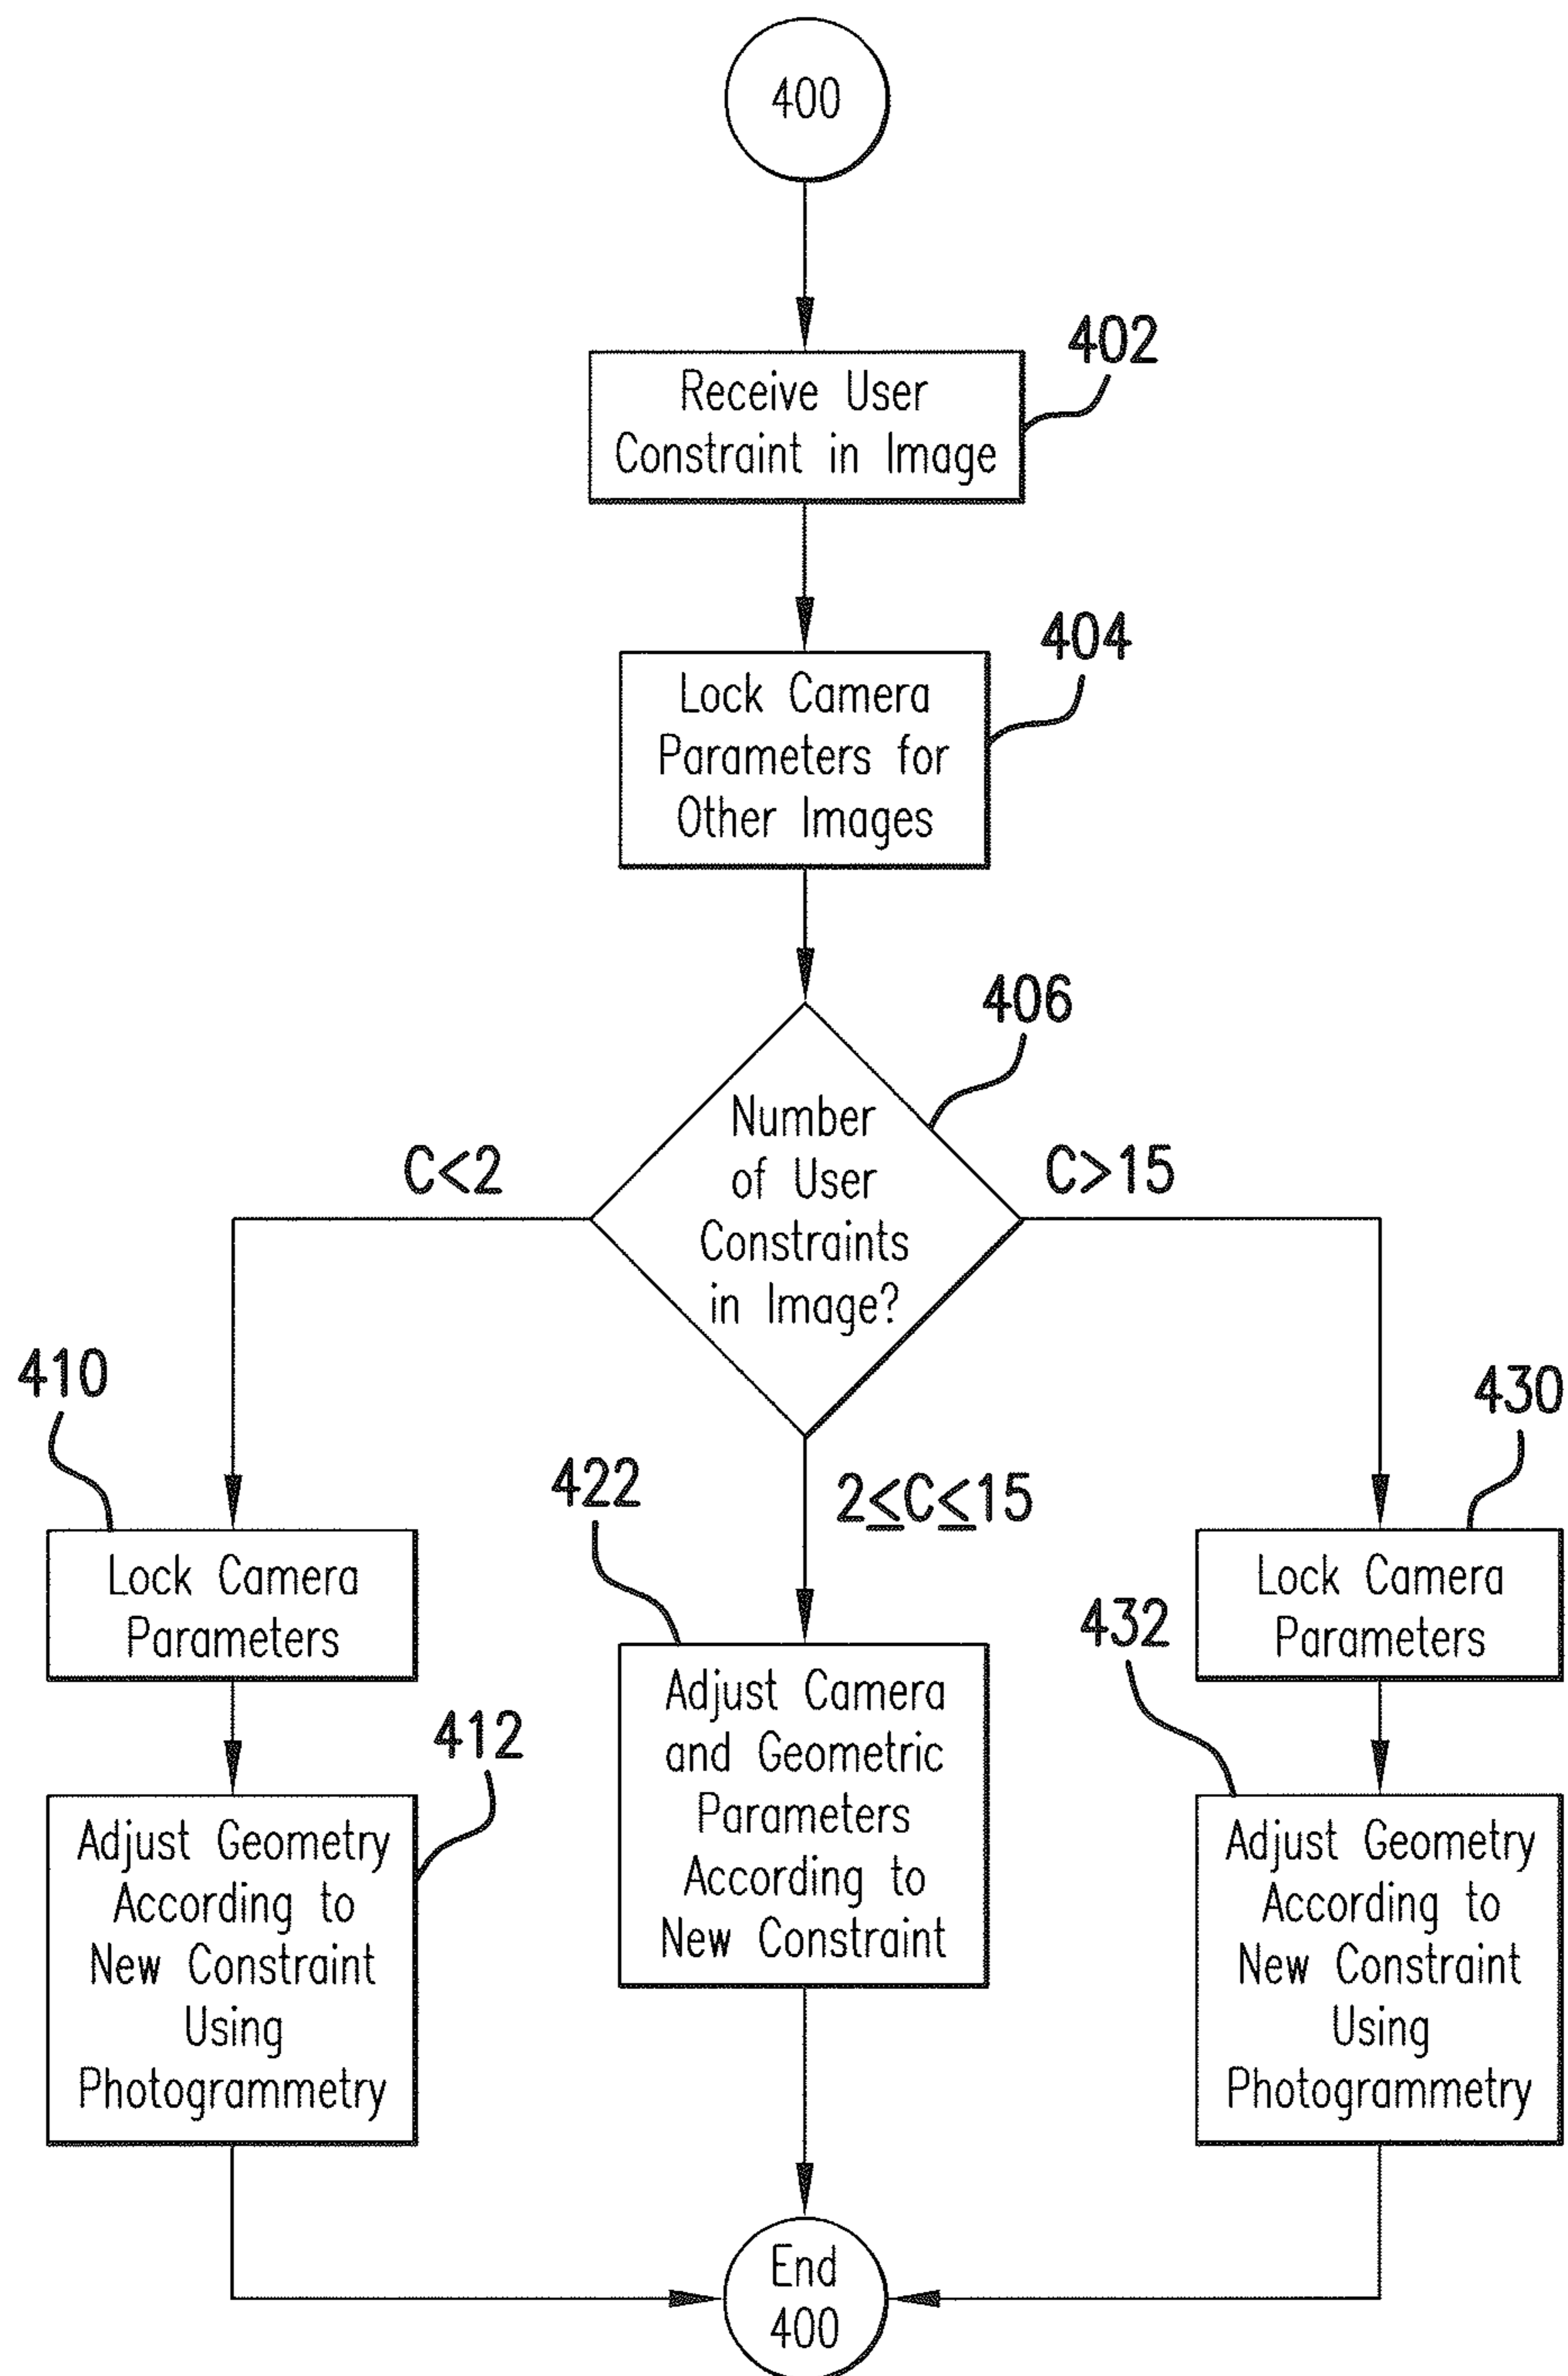 400
402
Receive User
Constraint in Image
404
Lock Camera
Parameters for
Other Images
406
Number
of User
Constraints
in Image?
C<2
C>15
2≤C≤15
410
Lock Camera
Parameters
412
Adjust Geometry
According to
New Constraint
Using
Photogrammetry
422
Adjust Camera
and Geometric
Parameters
According to
New Constraint
430
Lock Camera
Parameters
432
Adjust Geometry
According to
New Constraint
Using
Photogrammetry
End
400